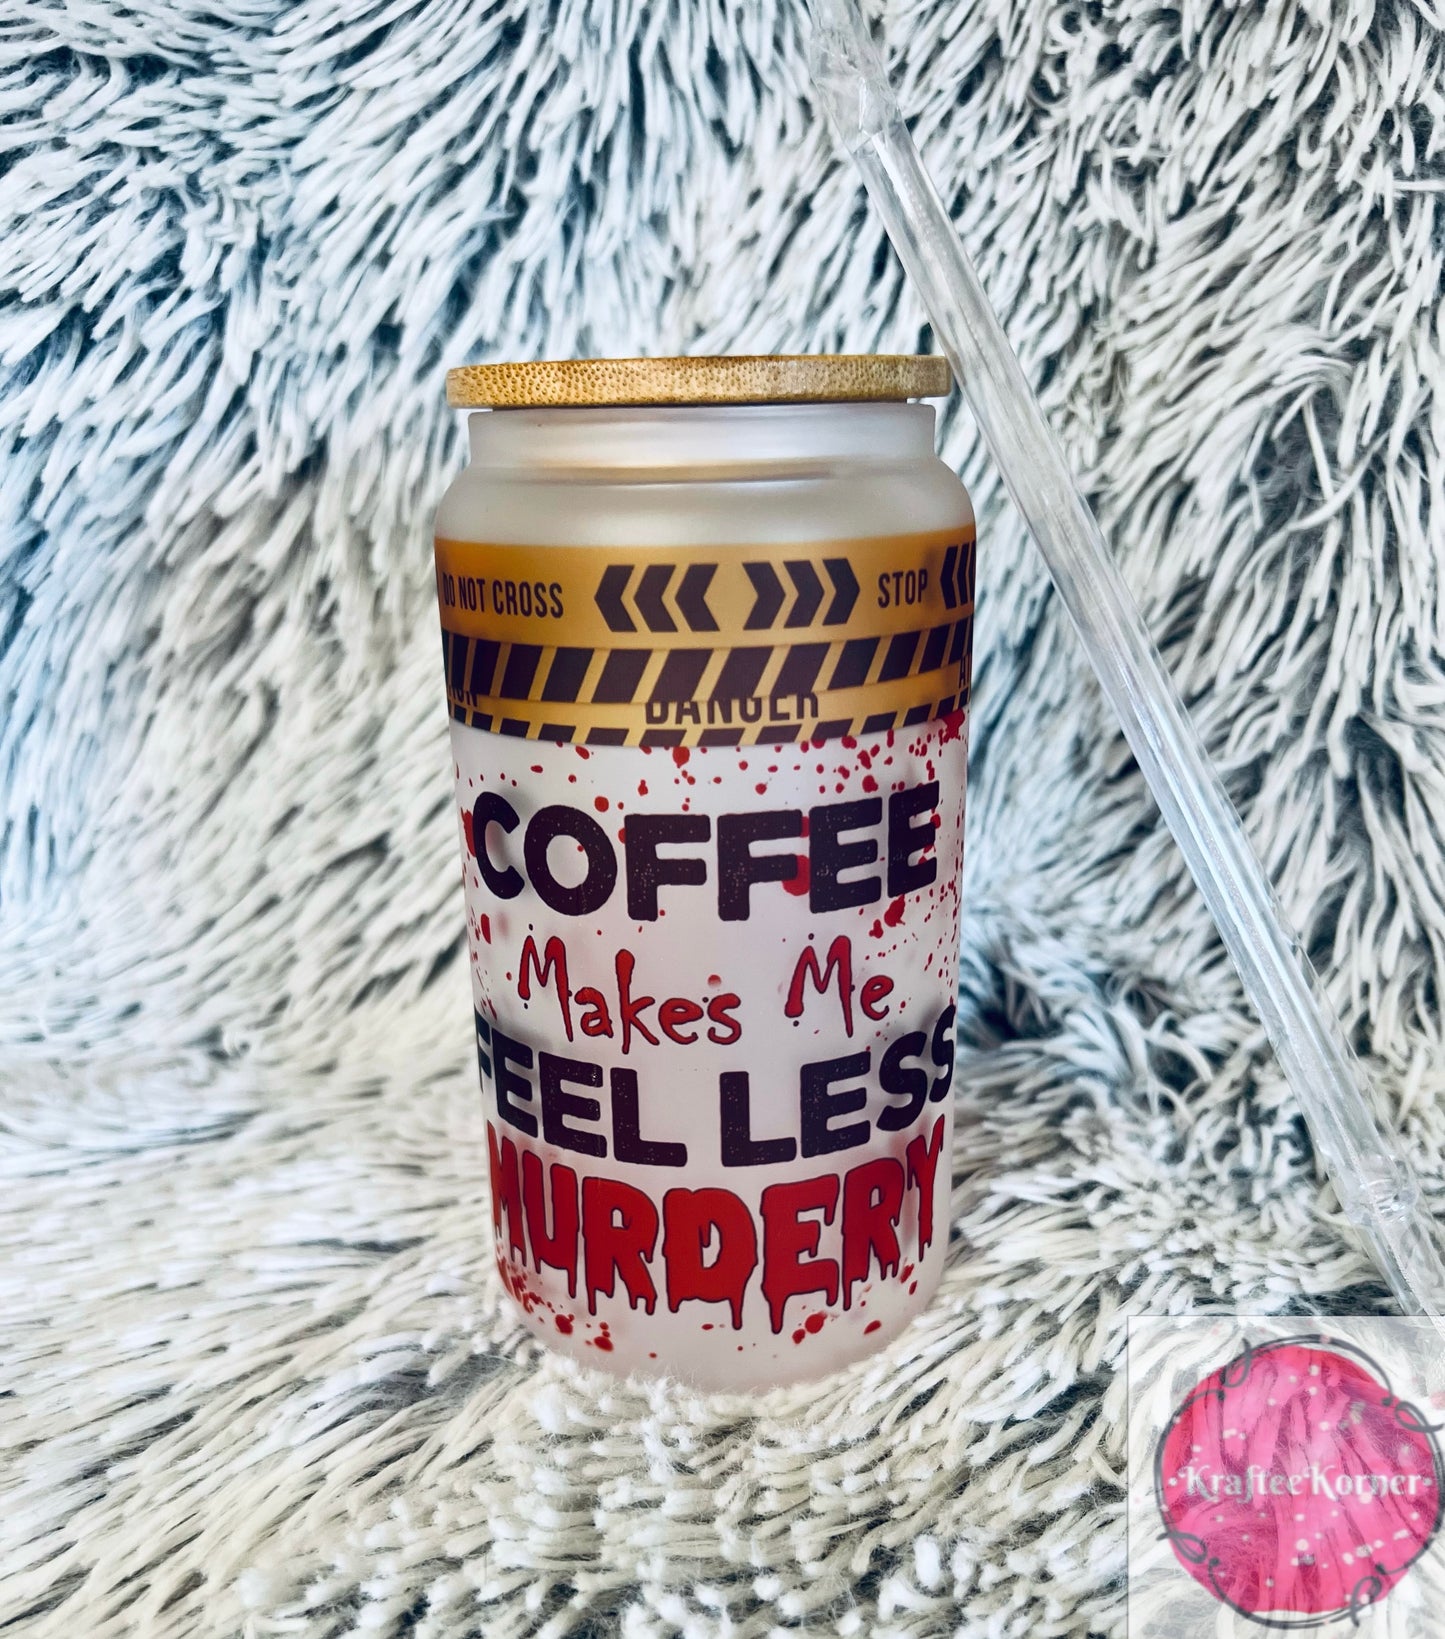 DO NOT CROSS STOP
DANGER
COFFEE
Makes Me
FEEL LESS
MURDERY
KrafteeKorner